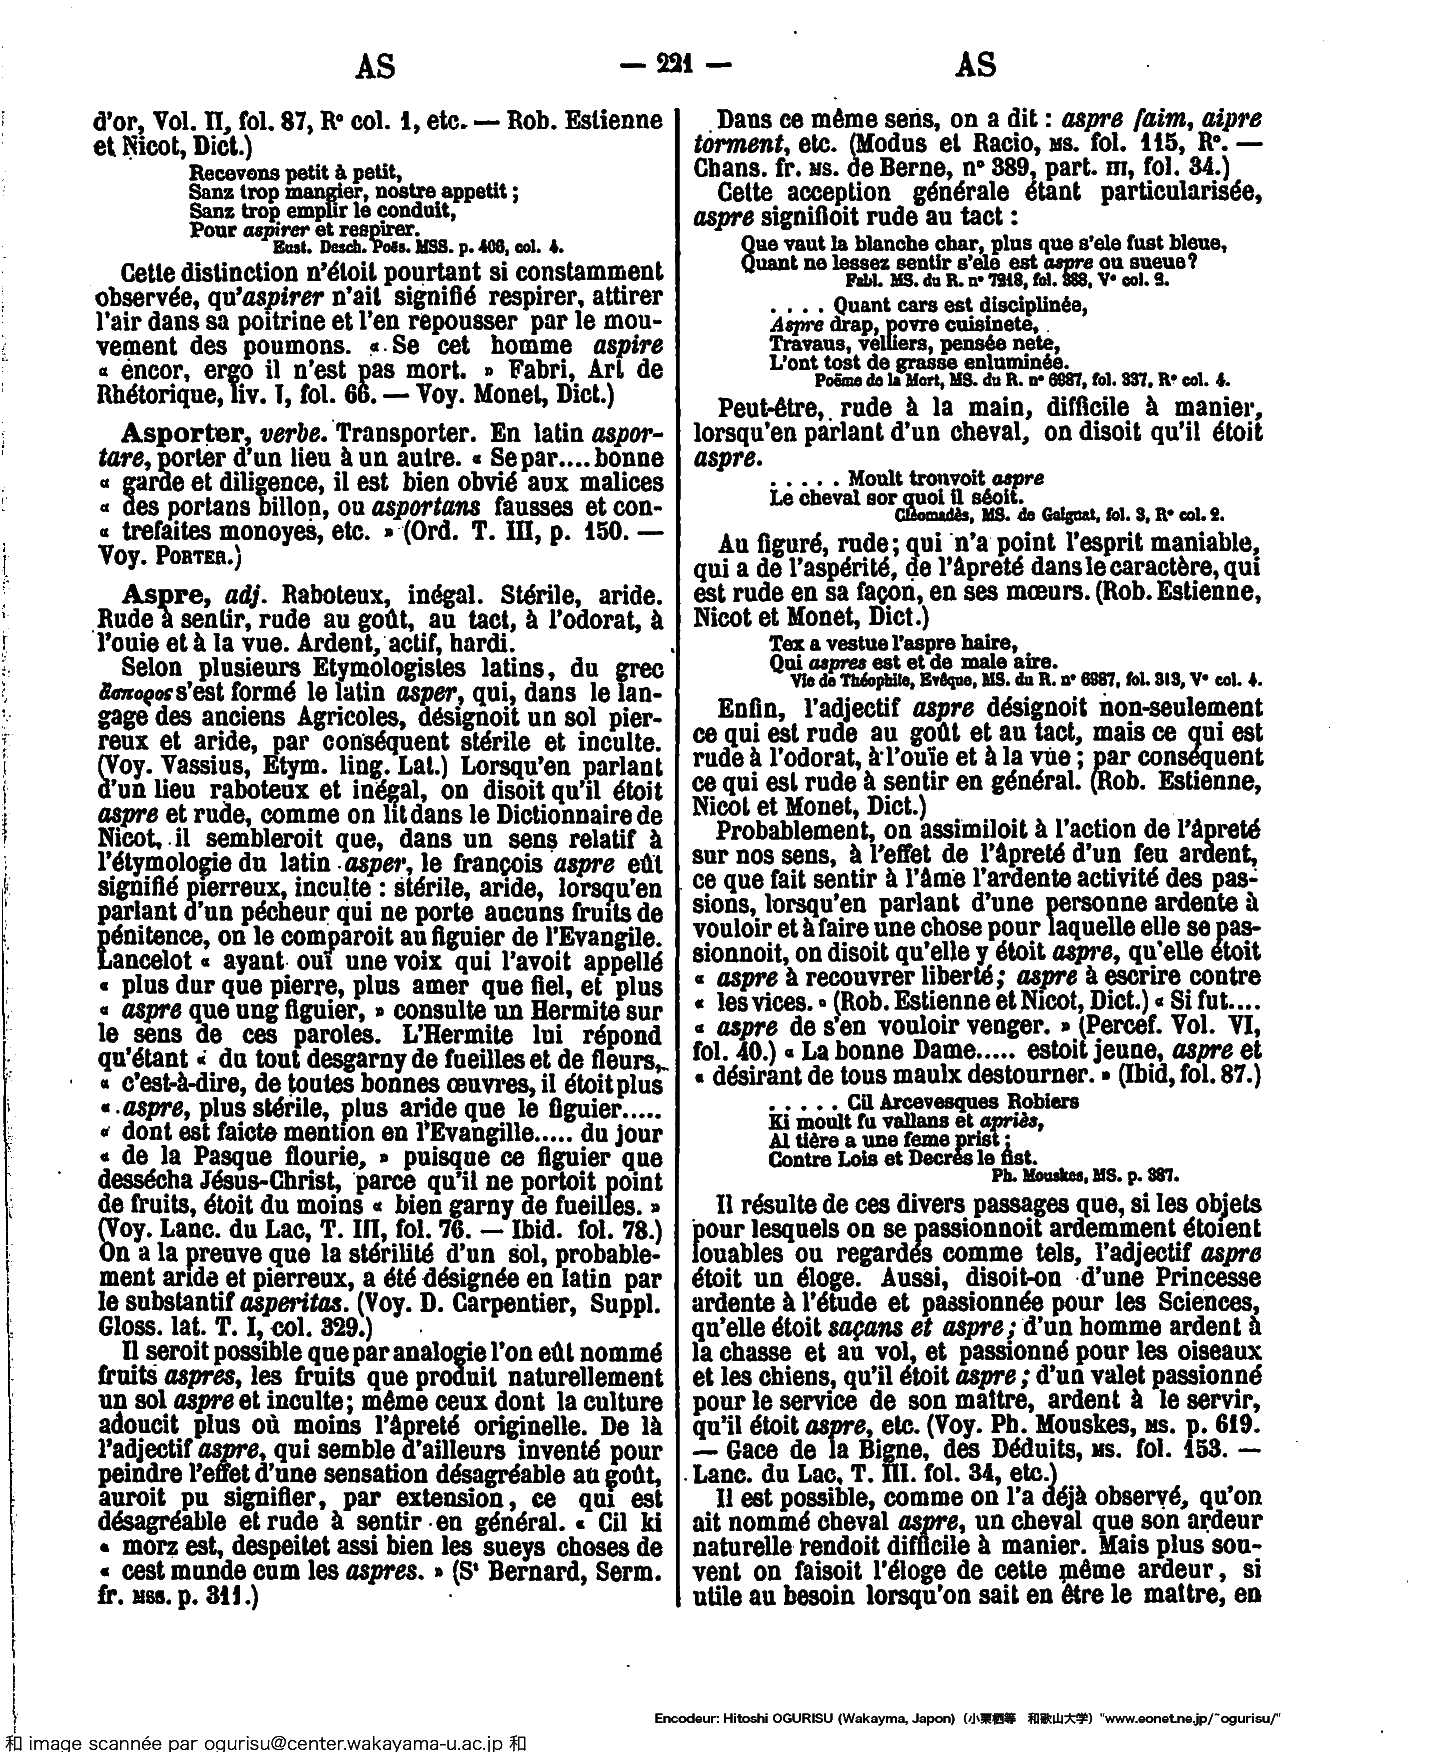 AS
— 221 —
AS
d'or, Vol. II, fol. 87, R° col. 1, etc. — Rob. Estienne
et Nicot, Dict.)
Recevons petit à petit,
Sanz trop mangier, nostre appetit ;
Sanz trop emplir le conduit,
Pour aspirer et respirer.
Eust. Desch. Poës. MSS. p. 406, col. 4.
Cette distinction n'étoit pourtant si constamment
observée, qu'aspirer n'ait signifié respirer, attirer
l'air dans sa poitrine et l'en repousser par le mou-
vement des poumons. « Se cet homme aspire
« encor, ergo il n'est pas mort. » Fabri, Art de
Rhétorique, liv. I, fol. 66. — Voy. Monet, Dict.)
Asporter, verbe. Transporter. En latin aspor-
tare, porter d'un lieu à un autre. « Se par.... bonne
« garde et diligence, il est bien obvié aux malices
« des portans billon, ou asportans fausses et con-
« trefaites monoyes, etc. » (Ord. T. III, p. 150. —
Voy. PORTER.)
Aspre, adj. Raboteux, inégal. Stérile, aride.
Rude à sentir, rude au goût, au tact, à l'odorat, à
l'ouie et à la vue. Ardent, actif, hardi.
Selon plusieurs Etymologistes latins, du grec
s'est formé le latin asper, qui, dans le lan-
gage des anciens Agricoles, désignoit un sol pier-
reux et aride, par conséquent stérile et inculte.
(Voy. Vassius, Etym. ling. Lat.) Lorsqu'en parlant
d'un lieu raboteux et inégal, on disoit qu'il étoit
aspre et rude, comme on lit dans le Dictionnaire de
Nicot, il sembleroit que, dans un sens relatif à
l'étymologie du latin asper, le françois aspre eût
signifié pierreux, inculte : stérile, aride, lorsqu'en
parlant d'un pécheur qui ne porte aucuns fruits de
pénitence, on le comparoit au figuier de l'Evangile.
Lancelot « ayant ouï une voix qui l'avoit appellé
« plus dur que pierre, plus amer que fiel, et plus
« aspre que ung figuier, » consulte un Hermite sur
le sens de ces paroles. L'Hermite lui répond
qu'étant « du tout desgarny de fueilles et de fleurs,
« c'est-à-dire, de toutes bonnes œuvres, il étoit plus
« aspre, plus stérile, plus aride que le figuier.....
« dont est faicte mention en l'Evangille..... du jour
« de la Pasque flourie, » puisque ce figuier que
dessécha Jésus-Christ, parce qu'il ne portoit point
de fruits, étoit du moins « bien garny de fueilles. »
(Voy. Lanc. du Lac, T. III, fol. 76. — Ibid. fol. 78.)
On a la preuve que la stérilité d'un sol, probable-
ment aride et pierreux, a été désignée en latin par
le substantif asperitas. (Voy. D. Carpentier, Suppl.
Gloss. lat. T. I, col. 329.)
Il seroit possible que par analogie l'on eût nommé
fruits aspres, les fruits que produit naturellement
un sol aspre et inculte; même ceux dont la culture
adoucit plus où moins l'âpreté originelle. De là
l'adjectif aspre, qui semble d'ailleurs inventé pour
peindre l'effet d'une sensation désagréable au goût,
auroit pu signifier, par extension, ce qui est
désagréable et rude à sentir en général. « Cil ki
« morz est, despeitet assi bien les sueys choses de
« cest munde cum les aspres. » (St Bernard, Serm.
fr. MSS. p. 311.)
Dans ce même sens, on a dit : aspre faim, aipre
torment, etc. (Modus et Racio, MS. fol. 115, R°. —
Chans. fr. MS. de Berne, n° 389, part. III, fol. 34.)
Cette acception générale étant particularisée,
aspre signifioit rude au tact :
Que vaut la blanche char, plus que s'ele fust bleue,
Quant ne lessez sentir s'ele est aspre ou sueue ?
Fabl. MS. du R. n° 7218, fol. 368, V° col. 2.
. . . . Quant cars est disciplinée,
Aspre drap, povre cuisinete,
Travaus, velliers, pensée nete,
L'ont tost de grasse enluminée.
Poëme de la Mort, MS. du R. n° 6987, fol. 337, R° col. 4.
Peut-être, rude à la main, difficile à manier,
lorsqu'en parlant d'un cheval, on disoit qu'il étoit
aspre.
. . . . . Moult trouvoit aspre
Le cheval sor quoi il séoit.
Cléomadès, MS. de Gaignat, fol. 3, R° col. 2.
Au figuré, rude; qui n'a point l'esprit maniable,
qui a de l'aspérité, de l'âpreté dans le caractère, qui
est rude en sa façon, en ses mœurs. (Rob. Estienne,
Nicot et Monet, Dict.)
Tex a vestue l'aspre haire,
Qui aspres est et de male aire.
Vie de Théophile, Evêque, MS. du R. n° 6987, fol. 313, V° col. 4.
Enfin, l'adjectif aspre désignoit non-seulement
ce qui est rude au goût et au tact, mais ce qui est
rude à l'odorat, à l'ouïe et à la vue ; par conséquent
ce qui est rude à sentir en général. (Rob. Estienne,
Nicot et Monet, Dict.)
Probablement, on assimiloit à l'action de l'âpreté
sur nos sens, à l'effet de l'âpreté d'un feu ardent,
ce que fait sentir à l'âme l'ardente activité des pas-
sions, lorsqu'en parlant d'une personne ardente à
vouloir et à faire une chose pour laquelle elle se pas-
sionnoit, on disoit qu'elle y étoit aspre, qu'elle étoit
« aspre à recouvrer liberté ; aspre à escrire contre
« les vices. » (Rob. Estienne et Nicot, Dict.) « Si fut....
« aspre de s'en vouloir venger. » (Percef. Vol. VI,
fol. 40.) « La bonne Dame..... estoit jeune, aspre et
« désirant de tous maulx destourner. » (Ibid, fol. 87.)
. . . . . Cil Arcevesques Robiers
Ki moult fu vallans et apriès,
Al tière a une feme prist ;
Contre Lois et Decrès le fist.
Ph. Mouskes, MS. p. 387.
Il résulte de ces divers passages que, si les objets
pour lesquels on se passionnoit ardemment étoient
louables ou regardés comme tels, l'adjectif aspre
étoit un éloge. Aussi, disoit-on d'une Princesse
ardente à l'étude et passionnée pour les Sciences,
qu'elle étoit saçans et aspre ; d'un homme ardent à
la chasse et au vol, et passionné pour les oiseaux
et les chiens, qu'il étoit aspre ; d'un valet passionné
pour le service de son maître, ardent à le servir,
qu'il étoit aspre, etc. (Voy. Ph. Mouskes, MS. p. 619.
— Gace de la Bigne, des Déduits, MS. fol. 153. —
Lanc. du Lac, T. III. fol. 34, etc.)
Il est possible, comme on l'a déjà observé, qu'on
ait nommé cheval aspre, un cheval que son ardeur
naturelle rendoit difficile à manier. Mais plus sou-
vent on faisoit l'éloge de cette même ardeur, si
utile au besoin lorsqu'on sait en être le maître, en
Encodeur: Hitoshi OGURISU (Wakayma, Japon) (小栗栖等 和歌山大学) "www.eonet.ne.jp/~ogurisu/"
和 image scannée par ogurisu@center.wakayama-u.ac.jp 和